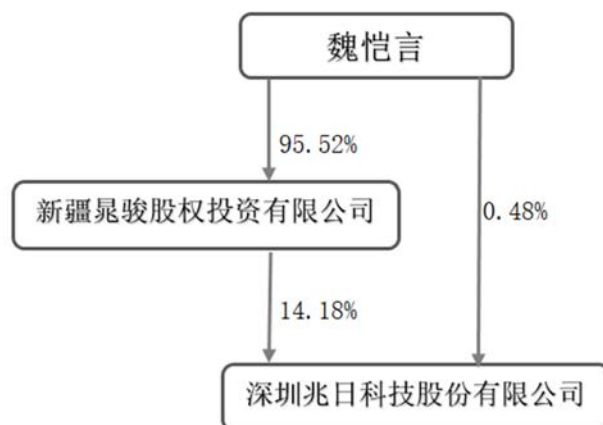 魏恺言
95.52%
新疆晁骏股权投资有限公司
0.48%
14.18%
深圳兆日科技股份有限公司